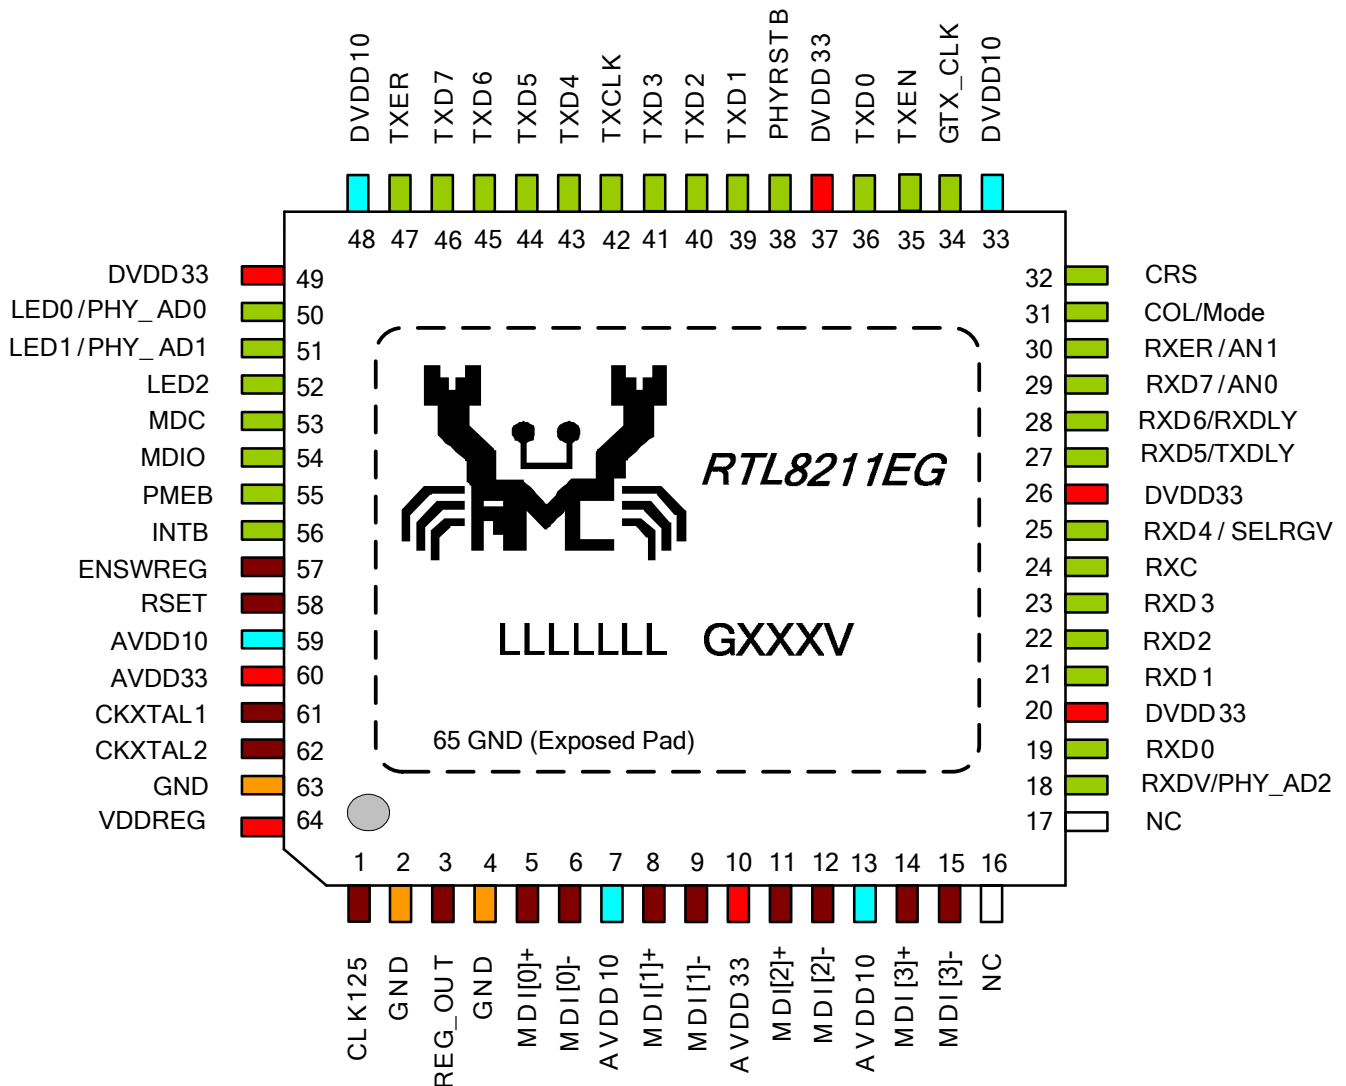 DVDD10
TXER
TXD7
TXD6
TXD5
TXD4
TXCLK
TXD3
TXD2
TXD1
PHYRSTB
DVDD33
TXD0
TXEN
GTX_CLK
DVDD10
48 47 46 45 44 43 42 41 40 39 38 37 36 35 34 33
DVDD33 49
LED0/PHY_AD0 50
LED1/PHY_AD1 51
LED2 52
MDC 53
MDIO 54
PMEB 55
INTB 56
ENSWREG 57
RSET 58
AVDD10 59
AVDD33 60
CKXTAL1 61
CKXTAL2 62
GND 63
VDDREG 64
RTL8211EG
LLLLLLL GXXXV
65 GND (Exposed Pad)
32 CRS
31 COL/Mode
30 RXER/AN1
29 RXD7/AN0
28 RXD6/RXDLY
27 RXD5/TXDLY
26 DVDD33
25 RXD4/SELRGV
24 RXC
23 RXD3
22 RXD2
21 RXD1
20 DVDD33
19 RXD0
18 RXDV/PHY_AD2
17 NC
1 2 3 4 5 6 7 8 9 10 11 12 13 14 15 16
CLK125
GND
REG_OUT
GND
MDI[0]+
MDI[0]-
AVDD10
MDI[1]+
MDI[1]-
AVDD33
MDI[2]+
MDI[2]-
AVDD10
MDI[3]+
MDI[3]-
NC